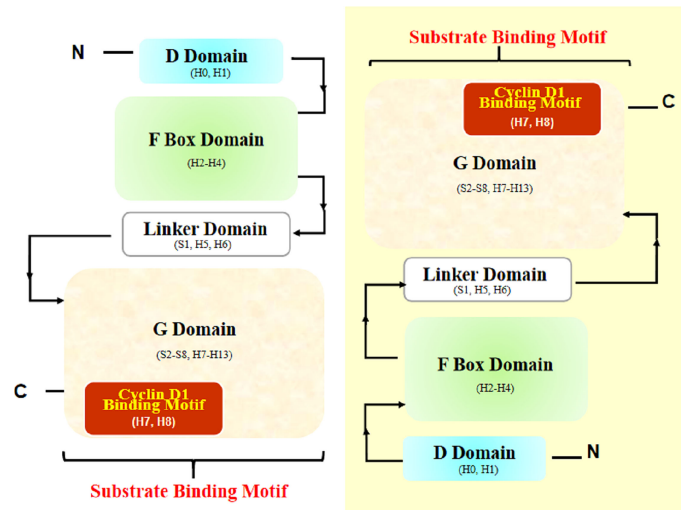 N
D Domain
(H0, H1)
F Box Domain
(H2-H4)
Linker Domain
(S1, H5, H6)
G Domain
(S2-S8, H7-H13)
C
Cyclin D1
Binding Motif
(H7, H8)
Substrate Binding Motif
Substrate Binding Motif
Cyclin D1
Binding Motif
(H7, H8)
C
G Domain
(S2-S8, H7-H13)
Linker Domain
(S1, H5, H6)
F Box Domain
(H2-H4)
D Domain
(H0, H1)
N